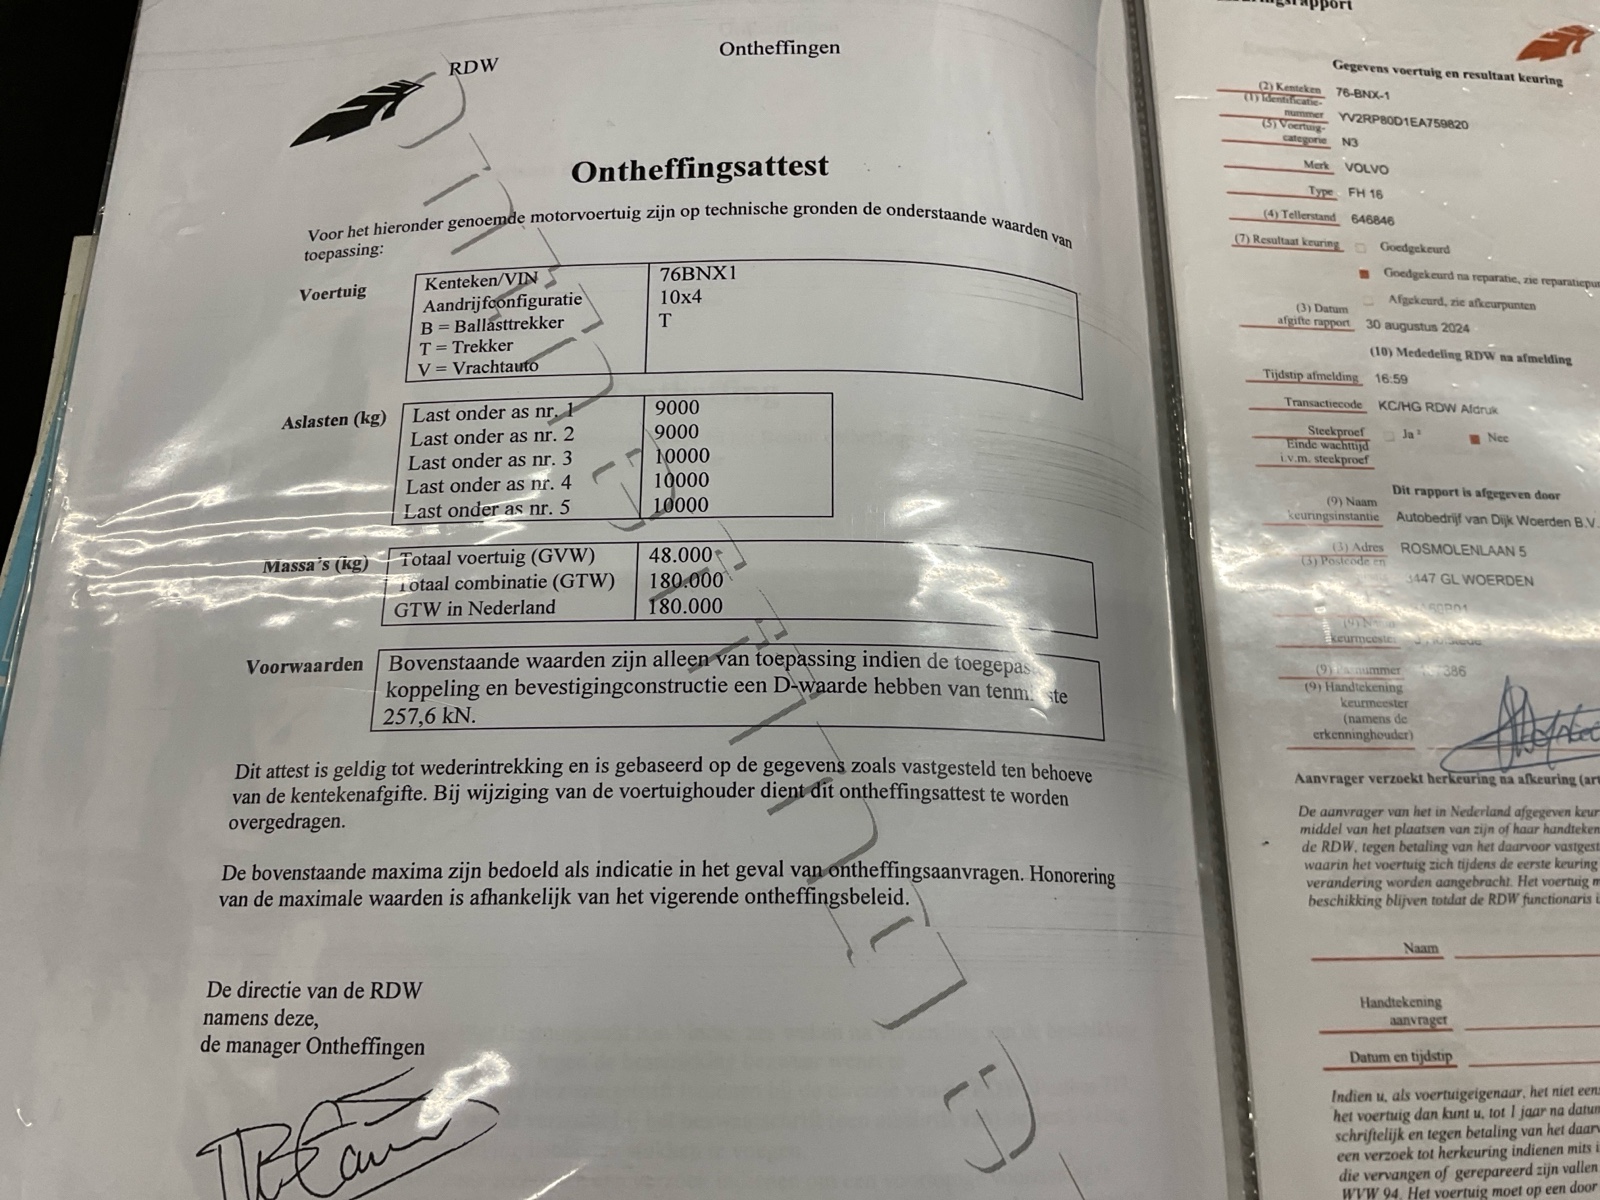 RDW
Ontheffingen
Ontheffingsattest
Voor het hieronder genoemde motorvoertuig zijn op technische gronden de onderstaande waarden van
toepassing:
Voertuig
Kenteken/VIN 76BNX1
Aandrijfconfiguratie 10x4
B = Ballasttrekker T
T = Trekker
V = Vrachtauto
Aslasten (kg)
Last onder as nr. 1 9000
Last onder as nr. 2 9000
Last onder as nr. 3 10000
Last onder as nr. 4 10000
Last onder as nr. 5 10000
Massa's (kg)
Totaal voertuig (GVW) 48.000
Totaal combinatie (GTW) 180.000
GTW in Nederland 180.000
Voorwaarden
Bovenstaande waarden zijn alleen van toepassing indien de
koppeling en bevestigingconstructie een D-waarde hebben van
257,6 kN.
Dit attest is geldig tot wederintrekking en is gebaseerd op de gegevens zoals vastgesteld ten behoeve
van de kentekenafgifte. Bij wijziging van de voertuighouder dient dit ontheffingsattest te worden
overgedragen.
De bovenstaande maxima zijn bedoeld als indicatie in het geval van ontheffingsaanvragen. Honorering
van de maximale waarden is afhankelijk van het vigerende ontheffingsbeleid.
De directie van de RDW
namens deze,
de manager Ontheffingen
Gegevens voertuig en resultaat keuring
(2) Kenteken 76-BNX-1
(1) Identificatie-
nummer YV2RP80D1EA759820
(5) Voertuig-
categorie N3
Merk VOLVO
Type FH 16
(4) Tellerstand 646846
(7) Resultaat keuring Goedgekeurd
Goedgekeurd na reparatie, zie
Afgekeurd, zie afkeurpunten
(3) Datum
afgifte rapport 30 augustus 2024
(10) Mededeling RDW na afmelding
Tijdstip afmelding 16:59
Transactiecode KC/HG RDW Afdruk
Steekproef Ja ² Nee
Einde wachttijd
i.v.m. steekproef
Dit rapport is afgegeven door
(9) Naam
keuringsinstantie Autobedrijf van Dijk Woerden B.V.
(3) Adres ROSMOLENLAAN 5
(3) Postcode en
GL WOERDEN
keurmeester
(9)
386
(9) Handtekening
keurmeester
(namens de
erkenninghouder)
Aanvrager verzoekt herkeuring na afkeuring
De aanvrager van het in Nederland afgegeven
middel van het plaatsen van zijn of haar
de RDW, tegen betaling van het daarvoor
waarin het voertuig zich tijdens de eerste keuring
verandering worden aangebracht. Het voertuig
beschikking blijven totdat de RDW functionaris
Naam
Handtekening
aanvrager
Datum en tijdstip
Indien u, als voertuigeigenaar, het niet
het voertuig dan kunt u, tot 1 jaar na
schriftelijk en tegen betaling van het
een verzoek tot herkeuring indienen mits
die vervangen of gerepareerd zijn vallen
WVW 94. Het voertuig moet op een door